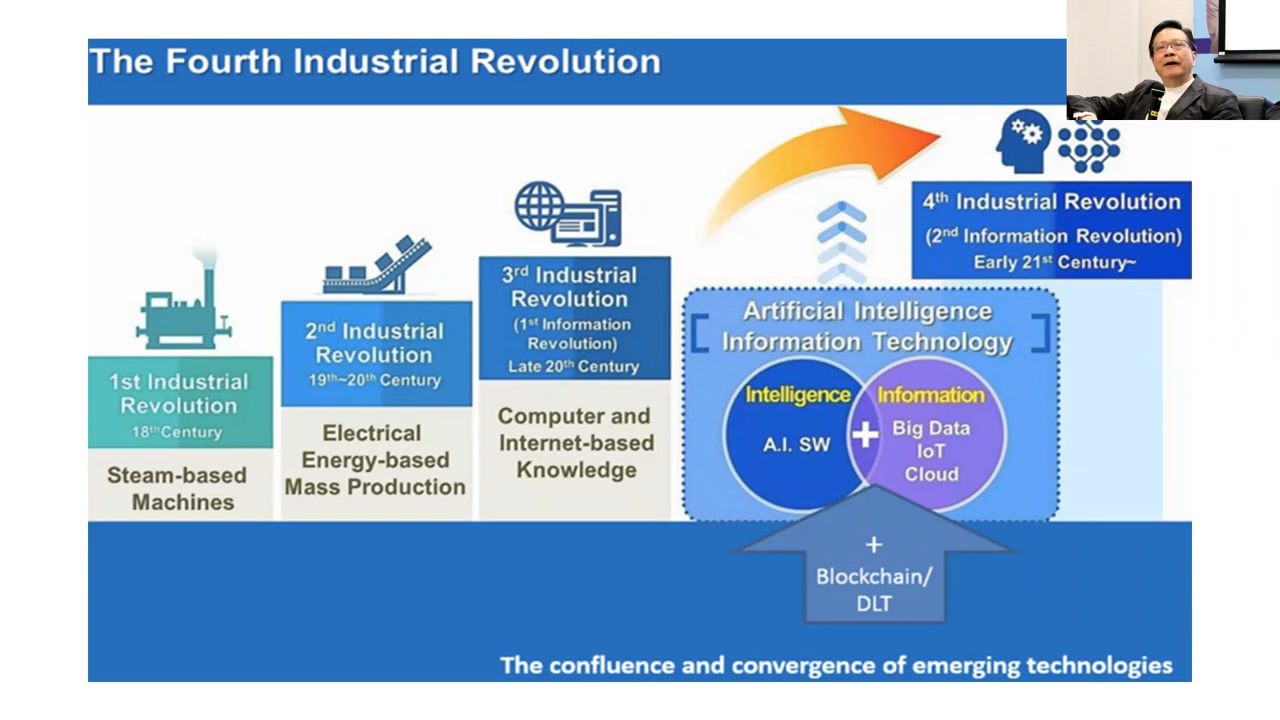 The Fourth Industrial Revolution
1st Industrial
Revolution
18thCentury
Steam-based
Machines
2nd Industrial
Revolution
19th~20th Century
Electrical
Energy-based
Mass Production
3rd Industrial
Revolution
(1st Information
Revolution)
Late 20th Century
Computer and
Internet-based
Knowledge
4th Industrial Revolution
(2nd Information Revolution)
Early 21st Century~
Artificial Intelligence
Information Technology
Intelligence
A.I. SW
+
Information
Big Data
IoT
Cloud
+
Blockchain/
DLT
The confluence and convergence of emerging technologies